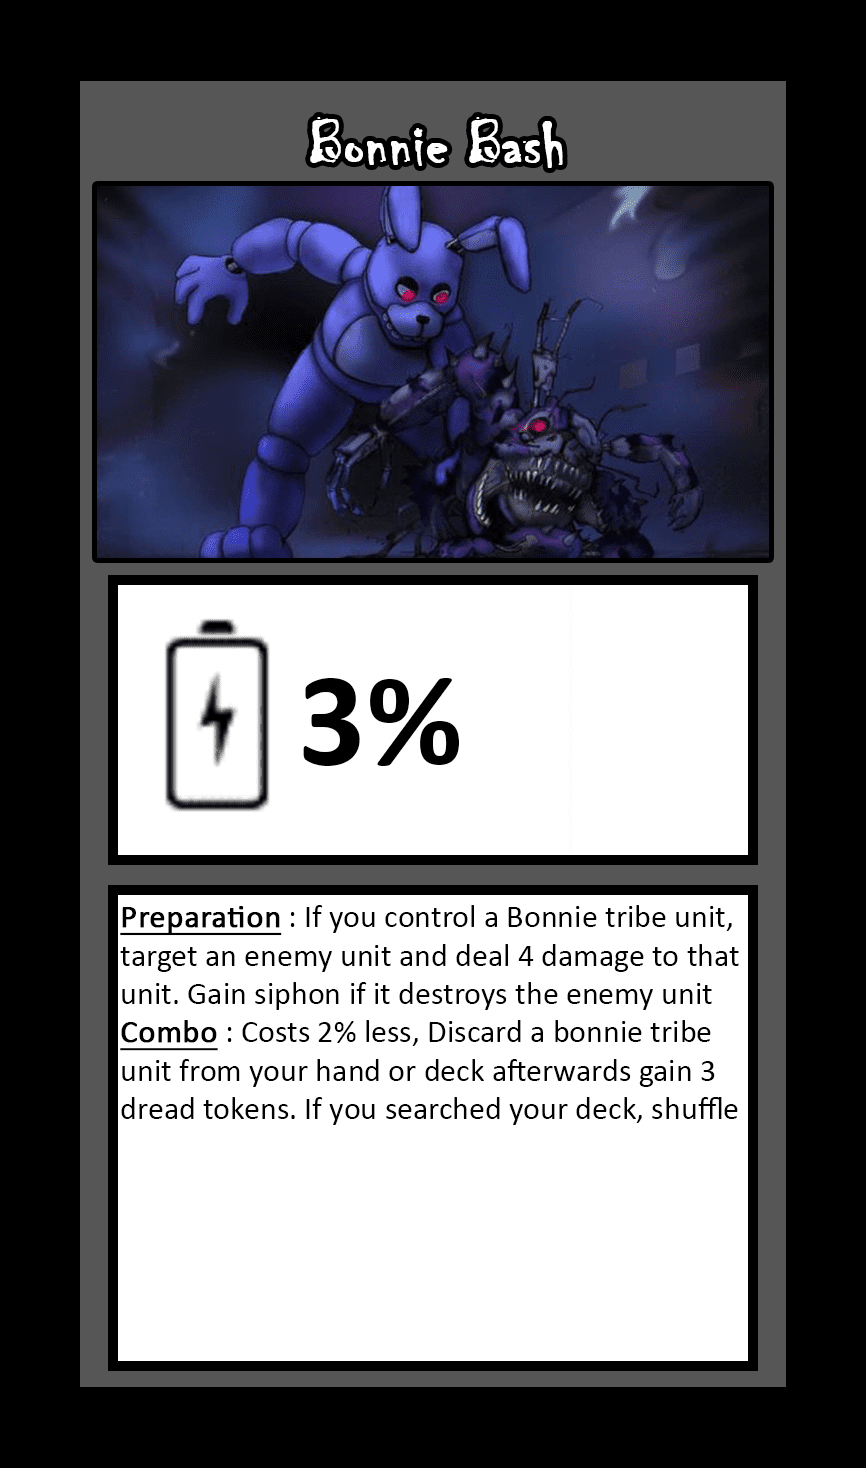 Bonnie Bash
3%
Preparation : If you control a Bonnie tribe unit,
target an enemy unit and deal 4 damage to that
unit. Gain siphon if it destroys the enemy unit
Combo : Costs 2% less, Discard a bonnie tribe
unit from your hand or deck afterwards gain 3
dread tokens. If you searched your deck, shuffle